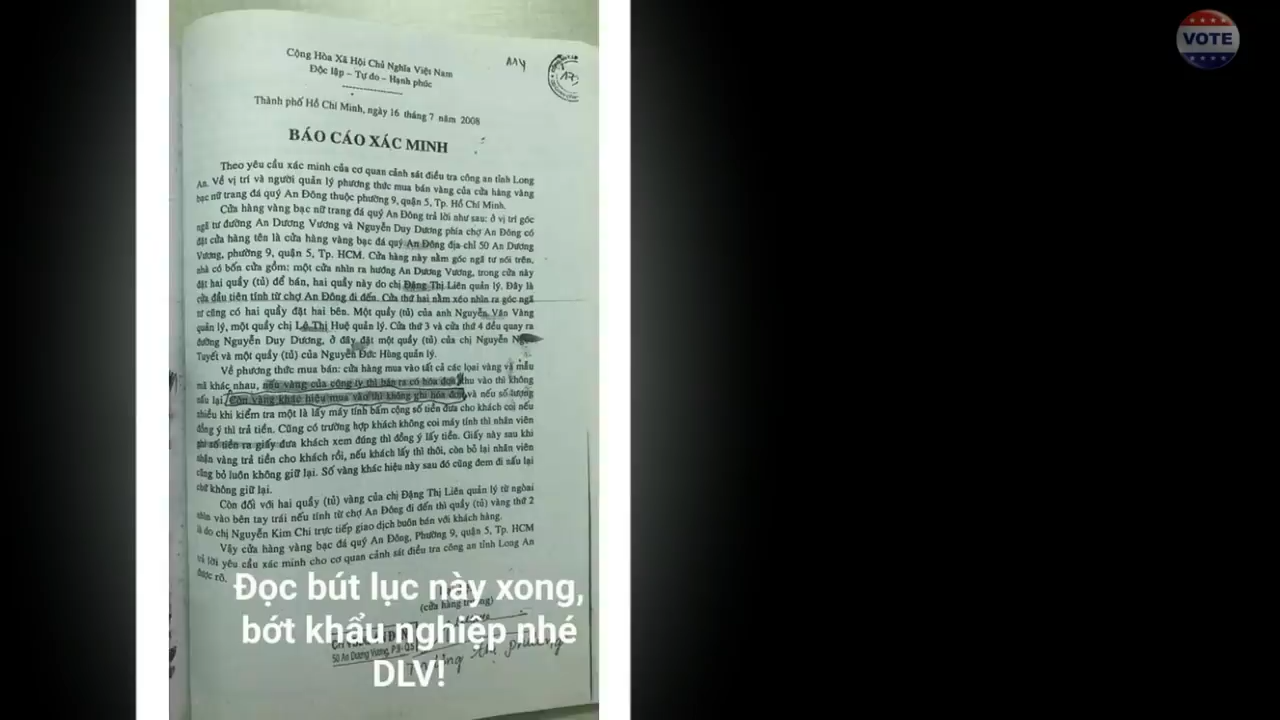 VOTE
Cộng Hòa Xã Hội Chủ Nghĩa Việt Nam
Độc lập – Tự do – Hạnh phúc
114
Thành phố Hồ Chí Minh, ngày 16 tháng 7 năm 2008
BÁO CÁO XÁC MINH
Theo yêu cầu xác minh của cơ quan cảnh sát điều tra công an tỉnh Long
An. Về vị trí và người quản lý phương thức mua bán vàng của cửa hàng vàng
bạc nữ trang đá quý An Đông thuộc phường 9, quận 5, Tp. Hồ Chí Minh.
Cửa hàng vàng bạc nữ trang đá quý An Đông trả lời như sau: ở vị trí góc
ngã tư đường An Dương Vương và Nguyễn Duy Dương phía chợ An Đông có
đặt cửa hàng tên là cửa hàng vàng bạc đá quý An Đông địa chỉ 50 An Dương
Vương, phường 9, quận 5, Tp. HCM. Cửa hàng này nằm góc ngã tư nói trên,
nhà có bốn cửa gồm: một cửa nhìn ra hướng An Dương Vương, trong cửa này
đặt hai quầy (tủ) để bán, hai quầy này do chị Đặng Thị Liên quản lý. Đây là
cửa đầu tiên tính từ chợ An Đông đi đến. Cửa thứ hai nằm xéo nhìn ra góc ngã
tư cũng có hai quầy đặt hai bên. Một quầy (tủ) của anh Nguyễn Văn Vàng
quản lý, một quầy chị Lê Thị Huệ quản lý. Cửa thứ 3 và cửa thứ 4 đều quay ra
đường Nguyễn Duy Dương, ở đây đặt một quầy (tủ) của chị Nguyễn
Tuyết và một quầy (tủ) của Nguyễn Đức Hùng quản lý.
Về phương thức mua bán: cửa hàng mua vào tất cả các loại vàng và mẫu
mã khác nhau, nếu vàng của công ty thì bán ra có hóa đơn thu vào thì không
nấu lại. Còn vàng khác hiệu mua vào thì không ghi hóa đơn, và nếu số lượng
nhiều khi kiểm tra một là lấy máy tính bấm cộng số tiền đưa cho khách coi nếu
đồng ý thì trả tiền. Cũng có trường hợp khách không coi máy tính thì nhân viên
ghi số tiền ra giấy đưa khách xem đúng thì đồng ý lấy tiền. Giấy này sau khi
nhận vàng trả tiền cho khách rồi, nếu khách lấy thì thôi, còn bỏ lại nhân viên
cũng bỏ luôn không giữ lại. Số vàng khác hiệu này sau đó cũng đem đi nấu lại
chứ không giữ lại.
Còn đối với hai quầy (tủ) vàng của chị Đặng Thị Liên quản lý từ ngoài
nhìn vào bên tay trái nếu tính từ chợ An Đông đi đến thì quầy (tủ) vàng thứ 2
là do chị Nguyễn Kim Chi trực tiếp giao dịch buôn bán với khách hàng.
Vậy cửa hàng vàng bạc đá quý An Đông, Phường 9, quận 5, Tp. HCM
trả lời yêu cầu xác minh cho cơ quan cảnh sát điều tra công an tỉnh Long An
được rõ.
(cửa hàng trưởng)
50 An Dương Vương, P.9-Q5
Đọc bút lục này xong,
bớt khẩu nghiệp nhé
DLV!